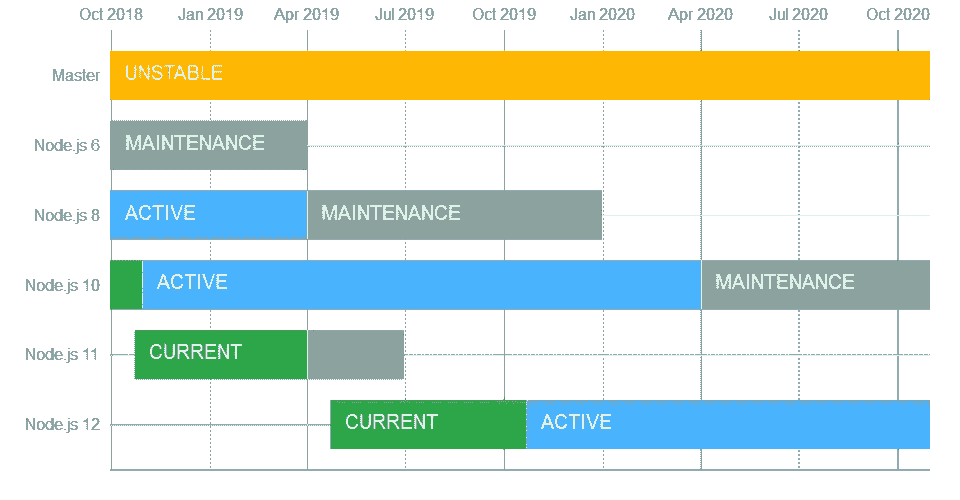 Oct 2018 Jan 2019 Apr 2019 Jul 2019 Oct 2019 Jan 2020 Apr 2020 Jul 2020 Oct 2020
Master UNSTABLE
Node.js 6 MAINTENANCE
Node.js 8 ACTIVE MAINTENANCE
Node.js 10 ACTIVE MAINTENANCE
Node.js 11 CURRENT
Node.js 12 CURRENT ACTIVE